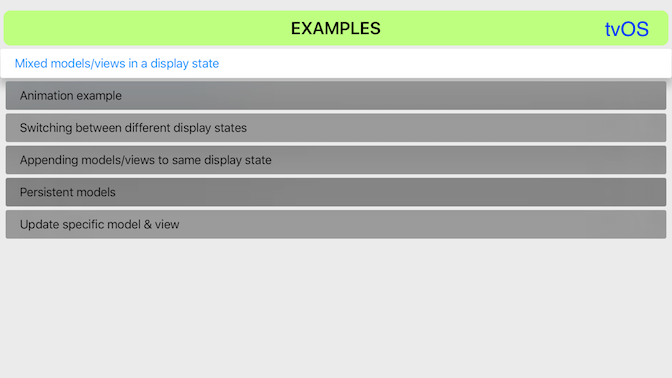 EXAMPLES
tvOS
Mixed models/views in a display state
Animation example
Switching between different display states
Appending models/views to same display state
Persistent models
Update specific model & view